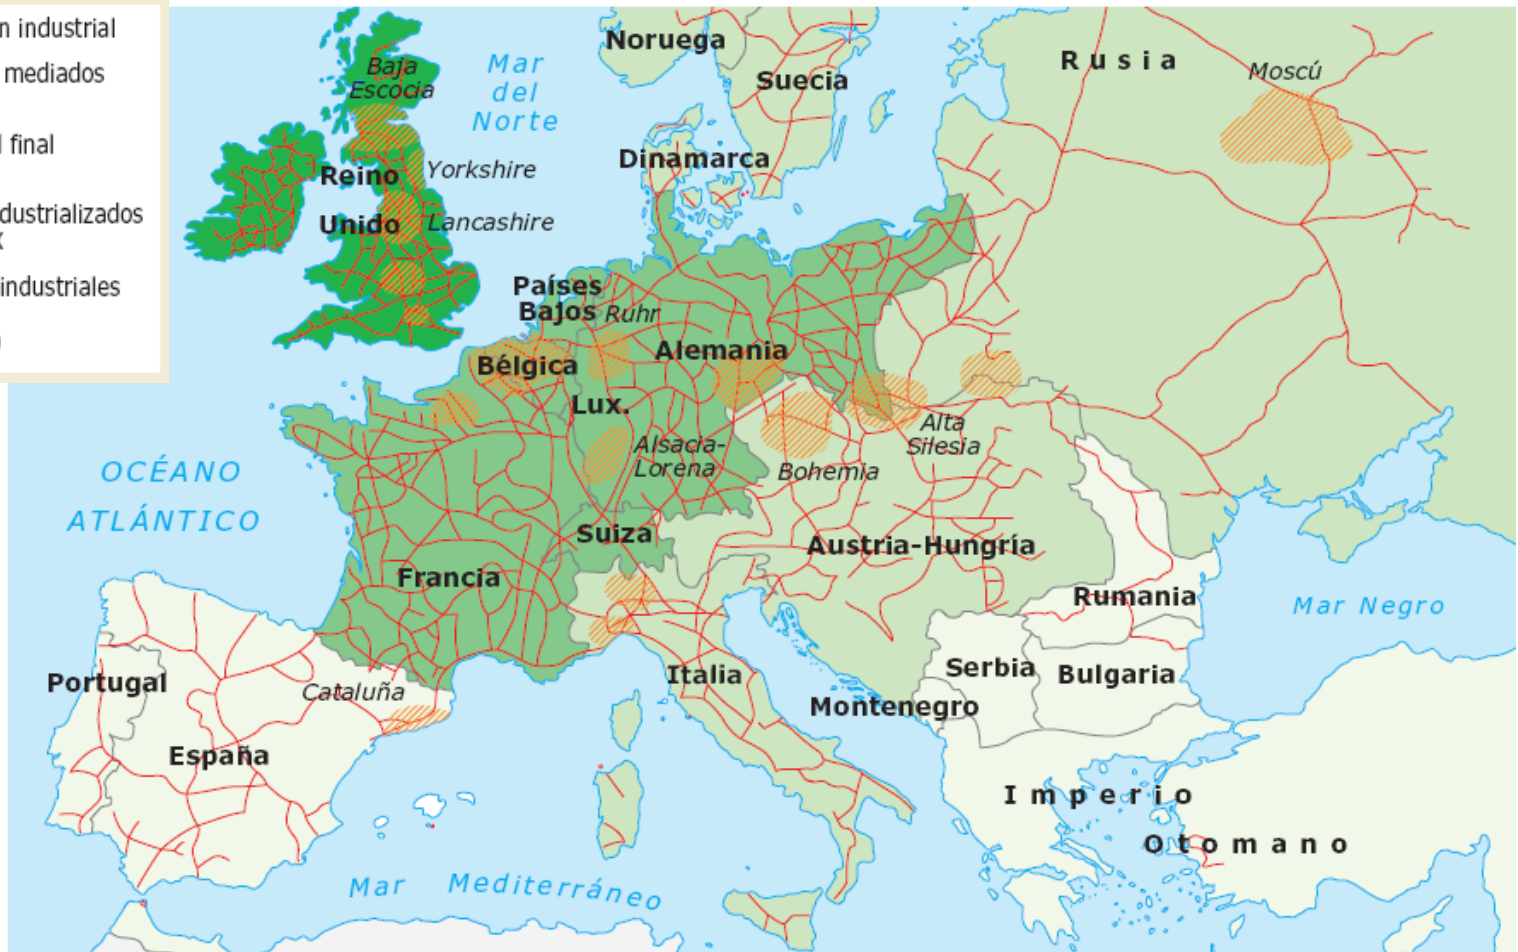 n industrial
mediados
l final
dustrializados
industriales
Noruega
Rusia
Baja
Escocia
Mar
del
Norte
Suecia
Moscú
Dinamarca
Reino
Yorkshire
Unido
Lancashire
Países
Bajos
Ruhr
Alemania
Bélgica
Lux.
Alta
Silesia
Alsacia-
Lorena
Bohemia
OCÉANO
ATLÁNTICO
Suiza
Austria-Hungría
Francia
Rumania
Mar Negro
Portugal
Cataluña
Italia
Serbia
Bulgaria
Montenegro
España
Imperio
Otomano
Mar Mediterráneo